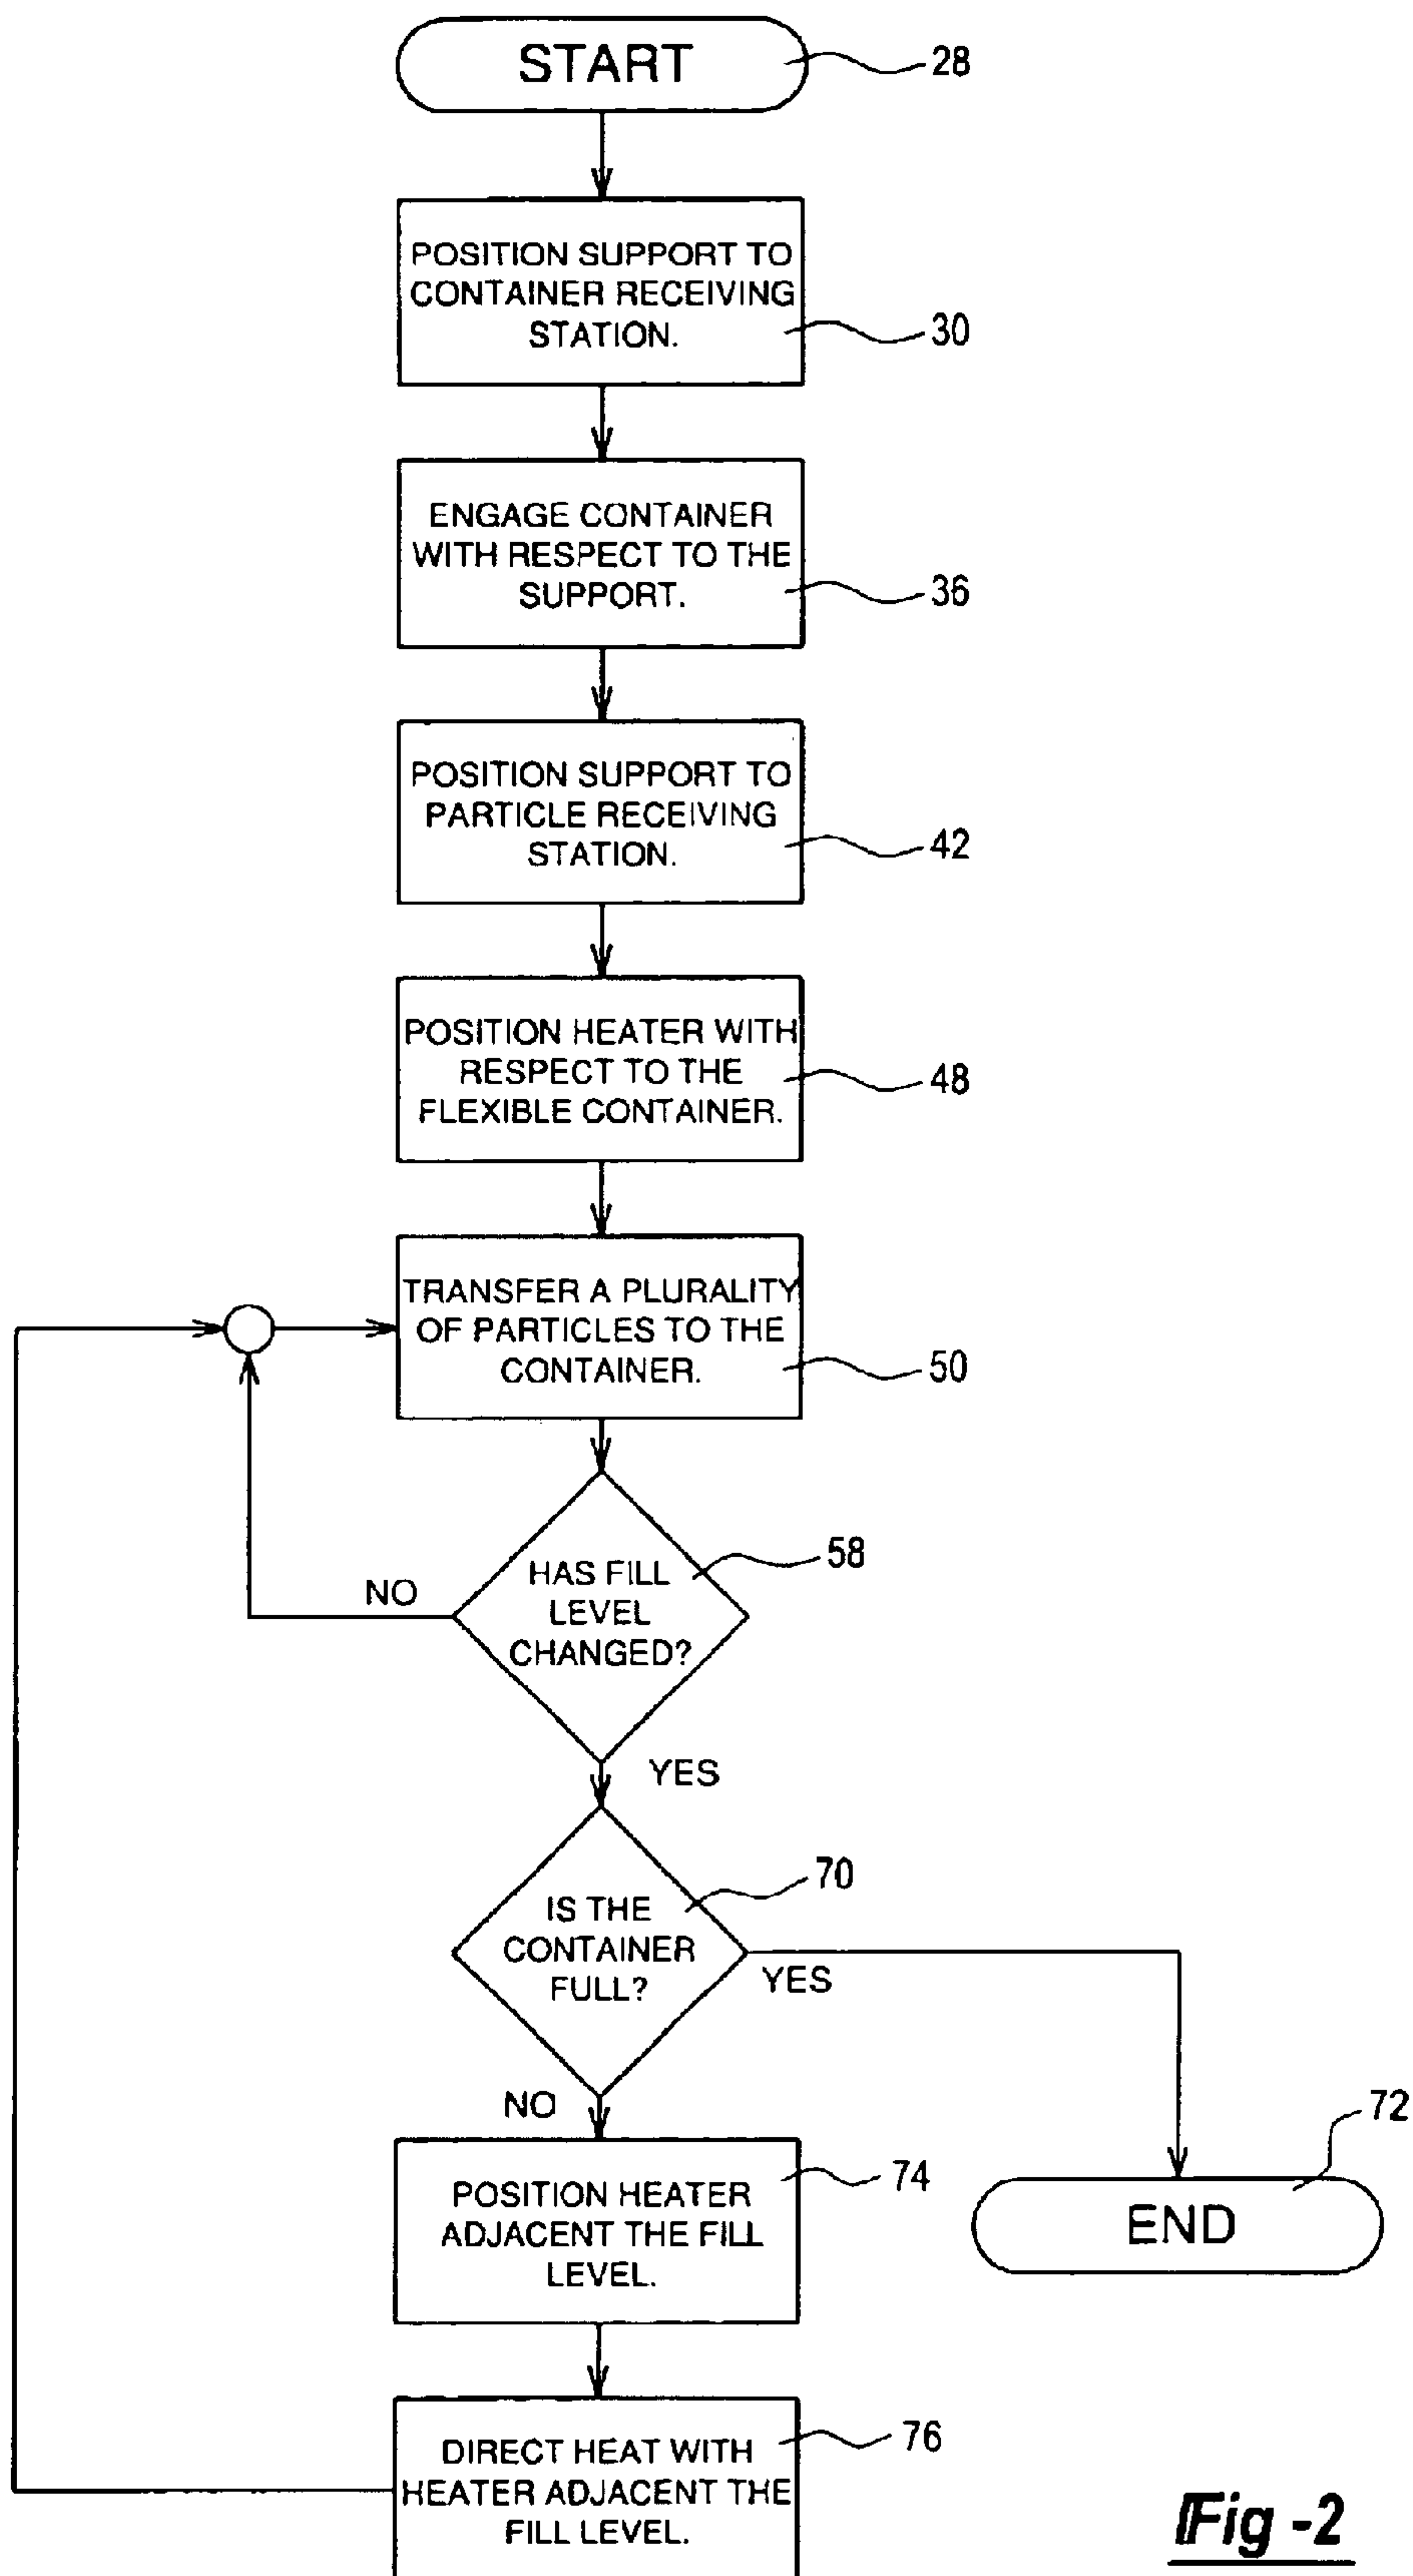 START
28
POSITION SUPPORT TO
CONTAINER RECEIVING
STATION.
30
ENGAGE CONTAINER
WITH RESPECT TO THE
SUPPORT.
36
POSITION SUPPORT TO
PARTICLE RECEIVING
STATION.
42
POSITION HEATER WITH
RESPECT TO THE
FLEXIBLE CONTAINER.
48
TRANSFER A PLURALITY
OF PARTICLES TO THE
CONTAINER.
50
HAS FILL
LEVEL
CHANGED?
58
NO
YES
IS THE
CONTAINER
FULL?
70
YES
NO
POSITION HEATER
ADJACENT THE FILL
LEVEL.
74
END
72
DIRECT HEAT WITH
HEATER ADJACENT THE
FILL LEVEL.
76
Fig -2